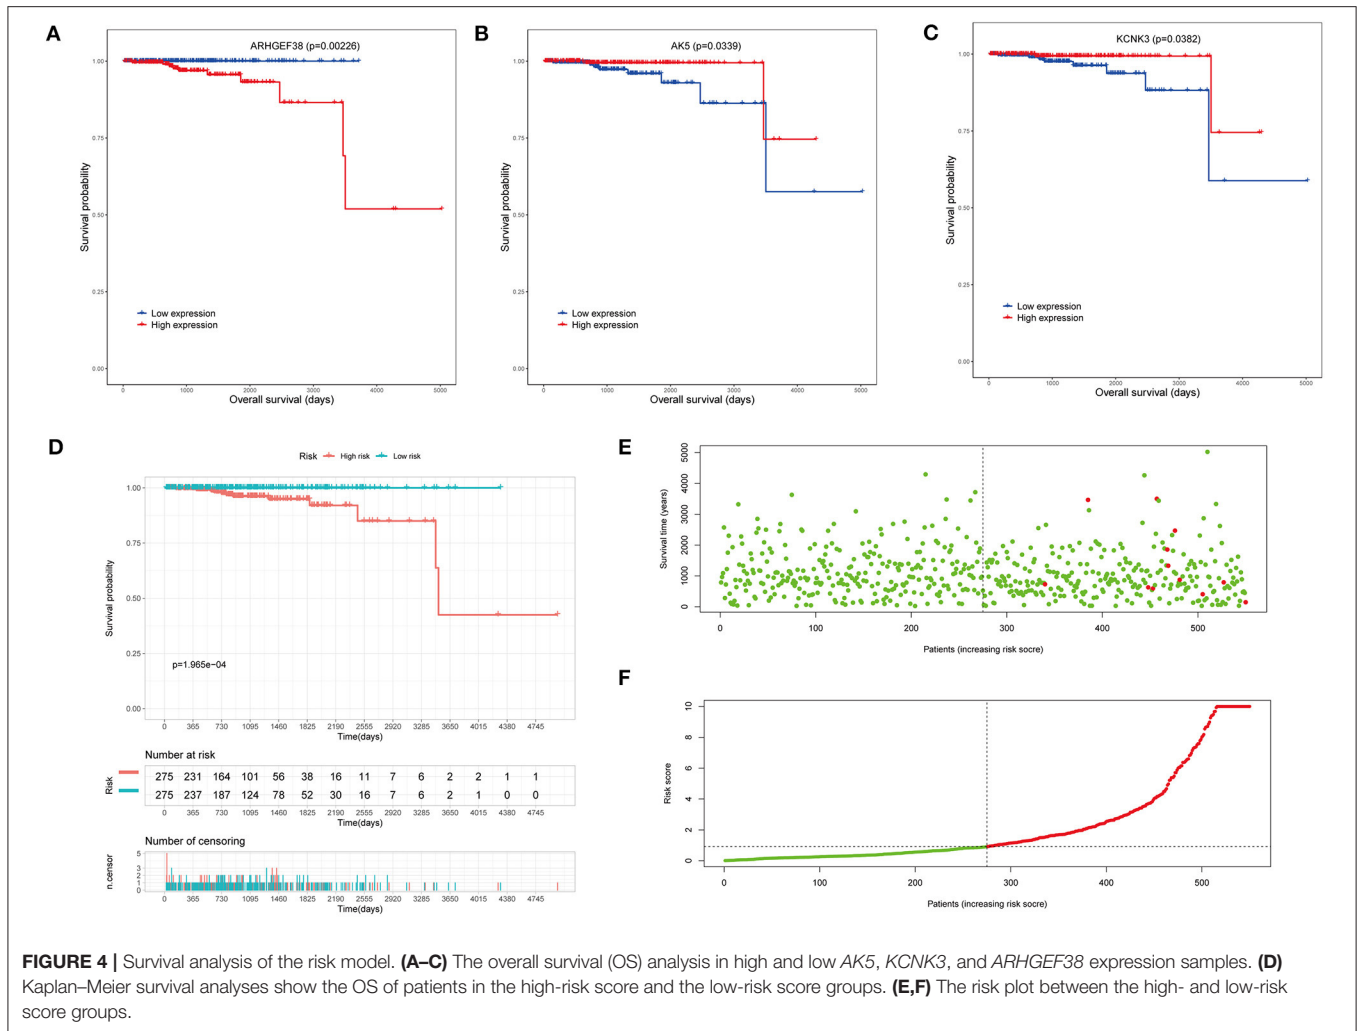 A
ARHGEF38 (p=0.00226)
1.00
0.75
0.50
0.25
0.00
Survival probability
Low expression
High expression
0 1000 2000 3000 4000 5000
Overall survival (days)
B
AK5 (p=0.0339)
1.00
0.75
0.50
0.25
0.00
Survival probability
Low expression
High expression
0 1000 2000 3000 4000 5000
Overall survival (days)
C
KCNK3 (p=0.0382)
1.00
0.75
0.50
0.25
0.00
Survival probability
Low expression
High expression
0 1000 2000 3000 4000 5000
Overall survival (days)
D
Risk High risk Low risk
1.00
0.75
0.50
0.25
0.00
Survival probability
p=1.965e−04
0 365 730 1095 1460 1825 2190 2555 2920 3285 3650 4015 4380 4745
Time(days)
Number at risk
Risk
275 231 164 101 56 38 16 11 7 6 2 2 1 1
275 237 187 124 78 52 30 16 7 6 2 1 0 0
0 365 730 1095 1460 1825 2190 2555 2920 3285 3650 4015 4380 4745
Time(days)
Number of censoring
n.censor
5
3
2
1
0
0 365 730 1095 1460 1825 2190 2555 2920 3285 3650 4015 4380 4745
Time(days)
E
Survival time (years)
5000
4000
3000
2000
1000
0
0 100 200 300 400 500
Patients (increasing risk socre)
F
Risk score
10
8
6
4
2
0
0 100 200 300 400 500
Patients (increasing risk socre)
FIGURE 4 | Survival analysis of the risk model. (A–C) The overall survival (OS) analysis in high and low AK5, KCNK3, and ARHGEF38 expression samples. (D)
Kaplan–Meier survival analyses show the OS of patients in the high-risk score and the low-risk score groups. (E,F) The risk plot between the high- and low-risk
score groups.